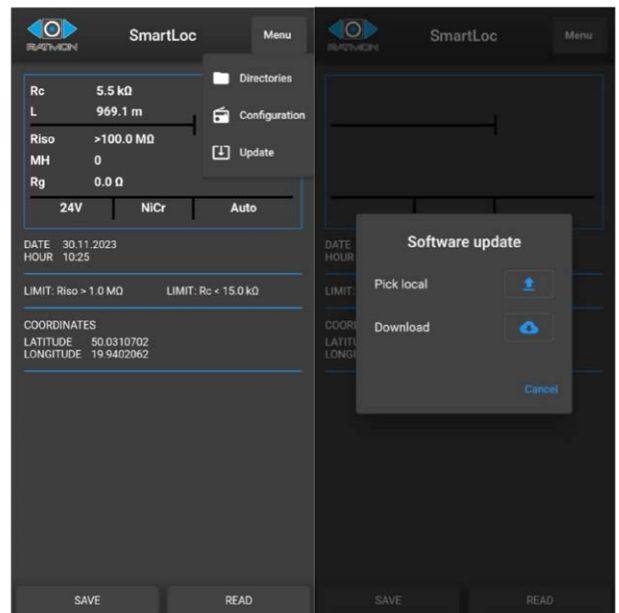 RATMON
SmartLoc
Menu
Directories
Configuration
Update
Rc 5.5 kΩ
L 969.1 m
Riso >100.0 MΩ
MH 0
Rg 0.0 Ω
24V NiCr Auto
DATE 30.11.2023
HOUR 10:25
LIMIT: Riso > 1.0 MΩ LIMIT: Rc < 15.0 kΩ
COORDINATES
LATITUDE 50.0310702
LONGITUDE 19.9402062
SAVE READ
RATMON
SmartLoc
Menu
DATE
HOUR
LIMIT:
COORD
LATITU
LONGI
Software update
Pick local
Download
Cancel
SAVE READ